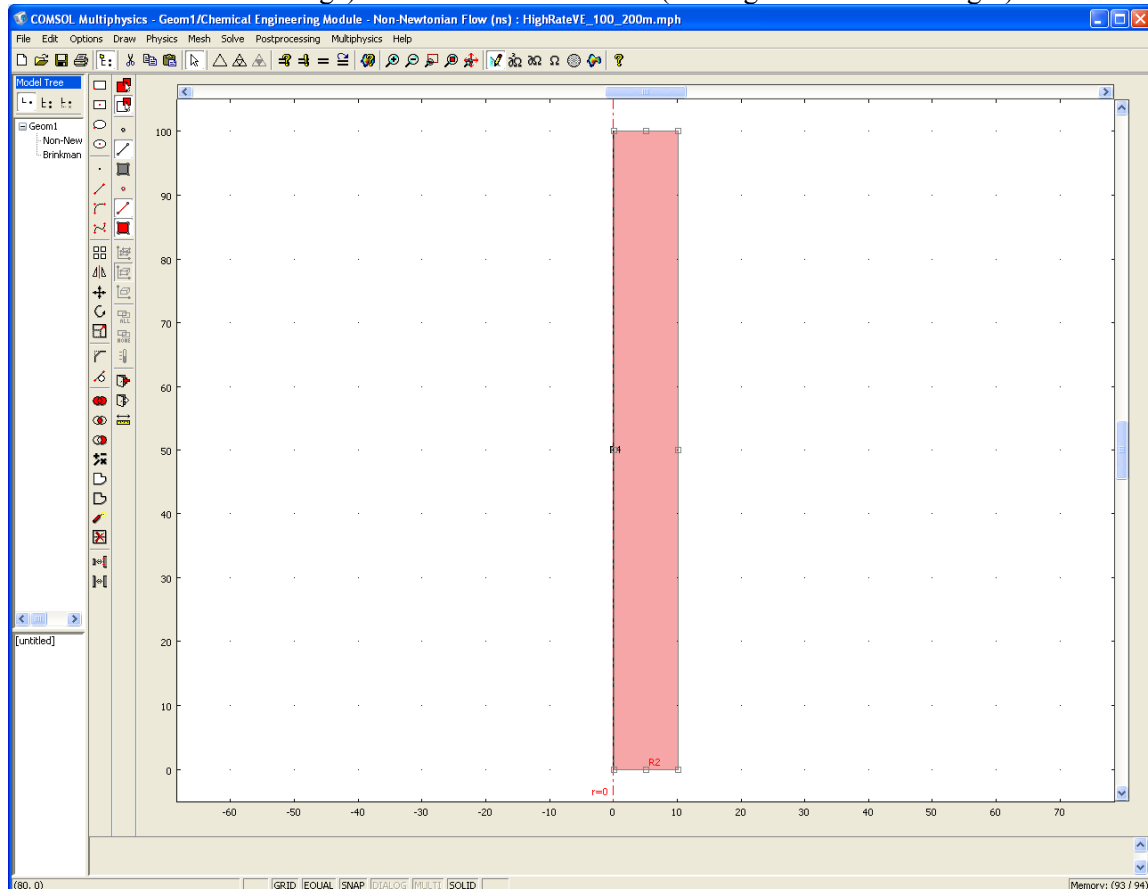 COMSOL Multiphysics - Geom1/Chemical Engineering Module - Non-Newtonian Flow (ns) : HighRateVE_100_200m.mph
File Edit Options Draw Physics Mesh Solve Postprocessing Multiphysics Help
Model Tree
Geom1
Non-New
Brinkman
ALL
NONE
[untitled]
100
90
80
70
60
50
40
30
20
10
0
R2
r=0
-60 -50 -40 -30 -20 -10 0 10 20 30 40 50 60 70
(80, 0) GRID EQUAL SNAP DIALOG MULTI SOLID Memory: (93 / 94)